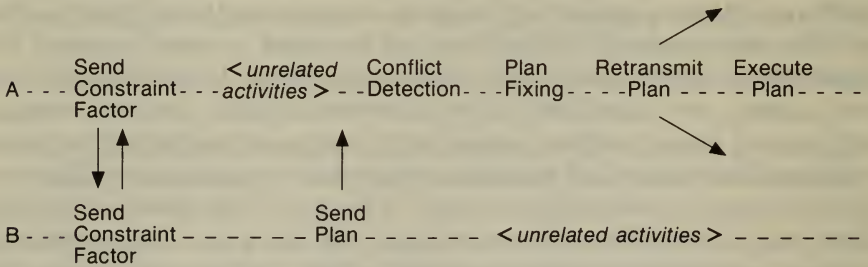 Send
Constraint
Factor
< unrelated
activities >
Conflict
Detection
Plan
Fixing
Retransmit
Plan
Execute
Plan
A
Send
Constraint
Factor
Send
Plan
B
< unrelated activities >